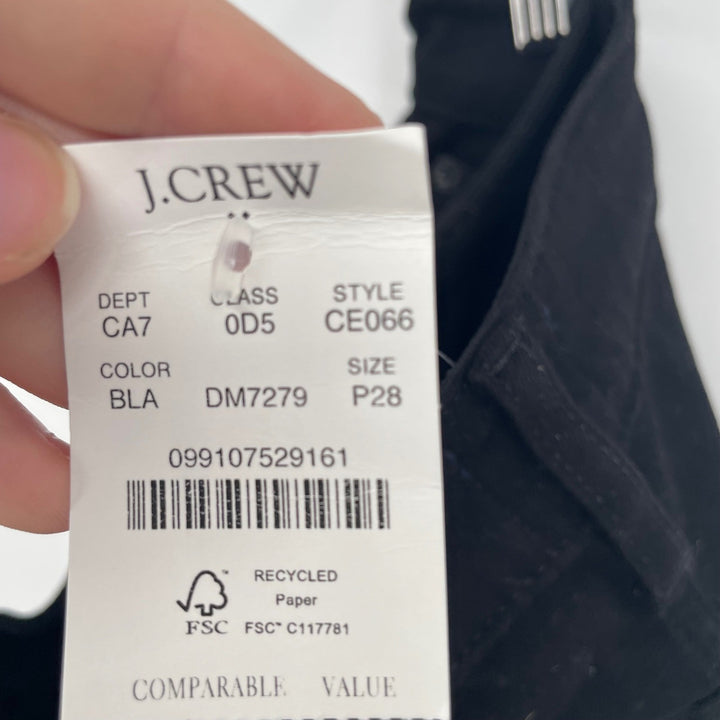 J.CREW
DEPT CLASS STYLE
CA7 0D5 CE066
COLOR SIZE
BLA DM7279 P28
099107529161
RECYCLED
Paper
FSC™ C117781
FSC
COMPARABLE VALUE